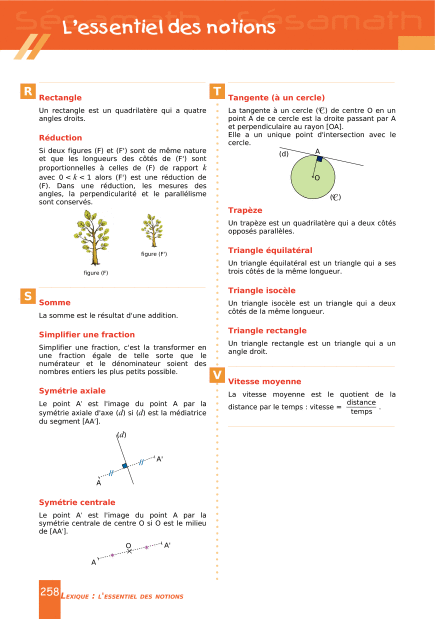 Sésamath
Sésamath
L'essentiel des notions
R
Rectangle
Un rectangle est un quadrilatère qui a quatre
angles droits.
Réduction
Si deux figures (F) et (F') sont de même nature
et que les longueurs des côtés de (F') sont
proportionnelles à celles de (F) de rapport k
avec 0 < k < 1 alors (F') est une réduction de
(F). Dans une réduction, les mesures des
angles, la perpendicularité et le parallélisme
sont conservés.
figure (F')
figure (F)
S
Somme
La somme est le résultat d'une addition.
Simplifier une fraction
Simplifier une fraction, c'est la transformer en
une fraction égale de telle sorte que le
numérateur et le dénominateur soient des
nombres entiers les plus petits possible.
Symétrie axiale
Le point A' est l'image du point A par la
symétrie axiale d'axe (d) si (d) est la médiatrice
du segment [AA'].
(d)
A'
A
Symétrie centrale
Le point A' est l'image du point A par la
symétrie centrale de centre O si O est le milieu
de [AA'].
O
A'
A
T
Tangente (à un cercle)
La tangente à un cercle (C) de centre O en un
point A de ce cercle est la droite passant par A
et perpendiculaire au rayon [OA].
Elle a un unique point d'intersection avec le
cercle.
(d)
A
O
(C)
Trapèze
Un trapèze est un quadrilatère qui a deux côtés
opposés parallèles.
Triangle équilatéral
Un triangle équilatéral est un triangle qui a ses
trois côtés de la même longueur.
Triangle isocèle
Un triangle isocèle est un triangle qui a deux
côtés de la même longueur.
Triangle rectangle
Un triangle rectangle est un triangle qui a un
angle droit.
V
Vitesse moyenne
La vitesse moyenne est le quotient de la
distance par le temps : vitesse = distance / temps .
258
Lexique : l'essentiel des notions